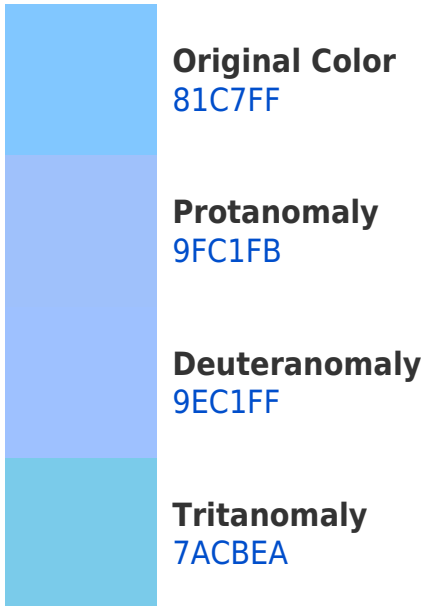 Original Color
81C7FF
Protanomaly
9FC1FB
Deuteranomaly
9EC1FF
Tritanomaly
7ACBEA